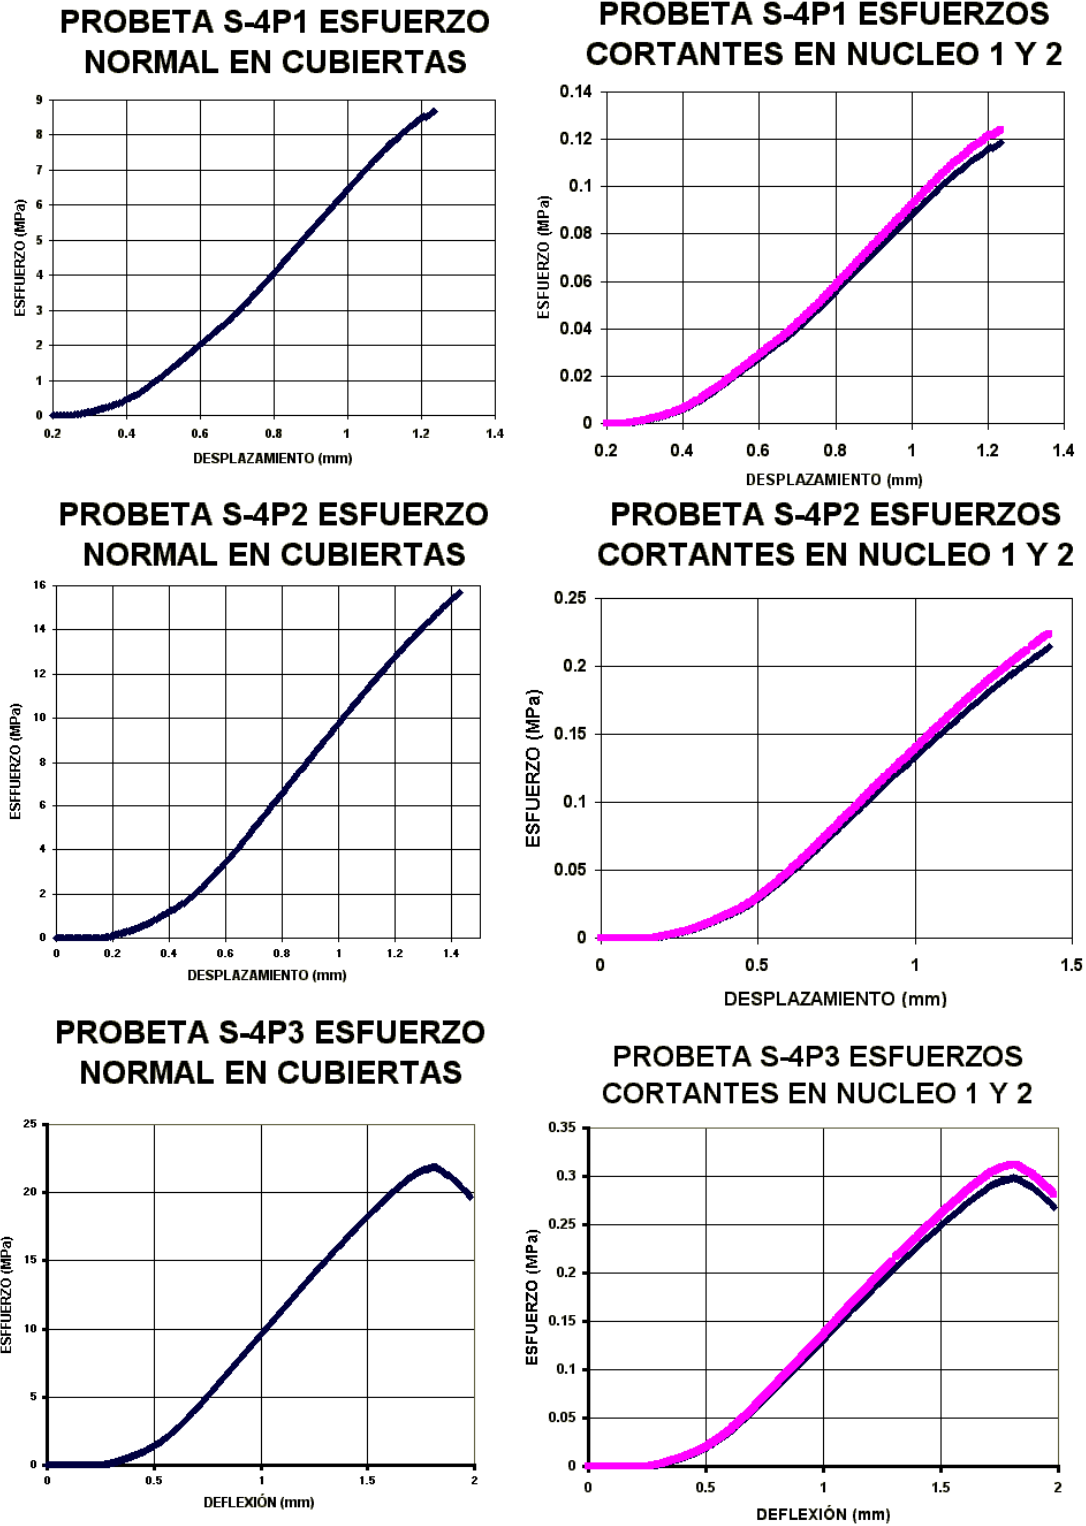 PROBETA S-4P1 ESFUERZO
NORMAL EN CUBIERTAS
9
8
7
6
5
4
3
2
1
0
ESFFUERZO (MPa)
0.2 0.4 0.6 0.8 1 1.2 1.4
DESPLAZAMIENTO (mm)
PROBETA S-4P1 ESFUERZOS
CORTANTES EN NUCLEO 1 Y 2
0.14
0.12
0.1
0.08
0.06
0.04
0.02
0
ESFUERZO (MPa)
0.2 0.4 0.6 0.8 1 1.2 1.4
DESPLAZAMIENTO (mm)
PROBETA S-4P2 ESFUERZO
NORMAL EN CUBIERTAS
16
14
12
10
8
6
4
2
0
ESFFUERZO (MPa)
0 0.2 0.4 0.6 0.8 1 1.2 1.4
DESPLAZAMIENTO (mm)
PROBETA S-4P2 ESFUERZOS
CORTANTES EN NUCLEO 1 Y 2
0.25
0.2
0.15
0.1
0.05
0
ESFUERZO (MPa)
0 0.5 1 1.5
DESPLAZAMIENTO (mm)
PROBETA S-4P3 ESFUERZO
NORMAL EN CUBIERTAS
25
20
15
10
5
0
ESFFUERZO (MPa)
0 0.5 1 1.5 2
DEFLEXIÓN (mm)
PROBETA S-4P3 ESFUERZOS
CORTANTES EN NUCLEO 1 Y 2
0.35
0.3
0.25
0.2
0.15
0.1
0.05
0
ESFUERZO (MPa)
0 0.5 1 1.5 2
DEFLEXIÓN (mm)